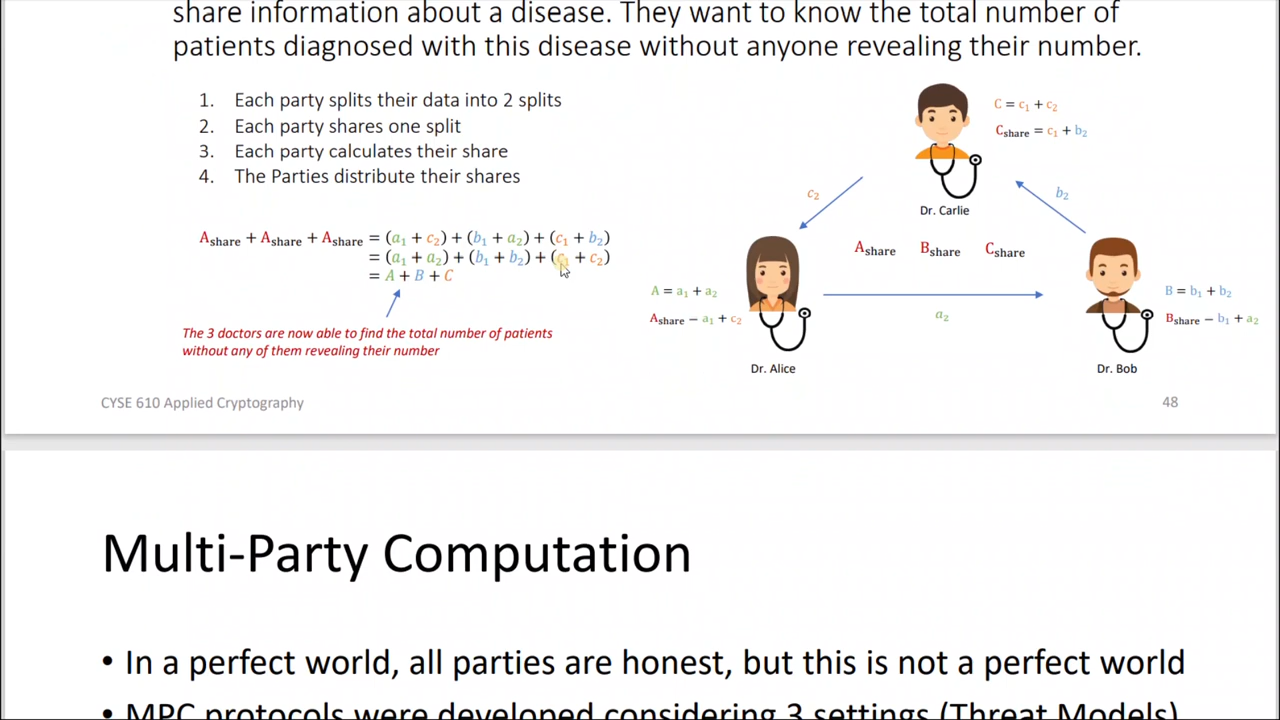 share information about a disease. They want to know the total number of
patients diagnosed with this disease without anyone revealing their number.
1. Each party splits their data into 2 splits
2. Each party shares one split
3. Each party calculates their share
4. The Parties distribute their shares
A_share + A_share + A_share = (a₁ + c₂) + (b₁ + a₂) + (c₁ + b₂)
= (a₁ + a₂) + (b₁ + b₂) + (c₁ + c₂)
= A + B + C
The 3 doctors are now able to find the total number of patients
without any of them revealing their number
C = c₁ + c₂
C_share = c₁ + b₂
c₂
b₂
Dr. Carlie
A_share B_share C_share
A = a₁ + a₂
A_share − a₁ + c₂
a₂
B = b₁ + b₂
B_share − b₁ + a₂
Dr. Alice
Dr. Bob
CYSE 610 Applied Cryptography
48
Multi-Party Computation
• In a perfect world, all parties are honest, but this is not a perfect world
• MPC protocols were developed considering 3 settings (Threat Models)